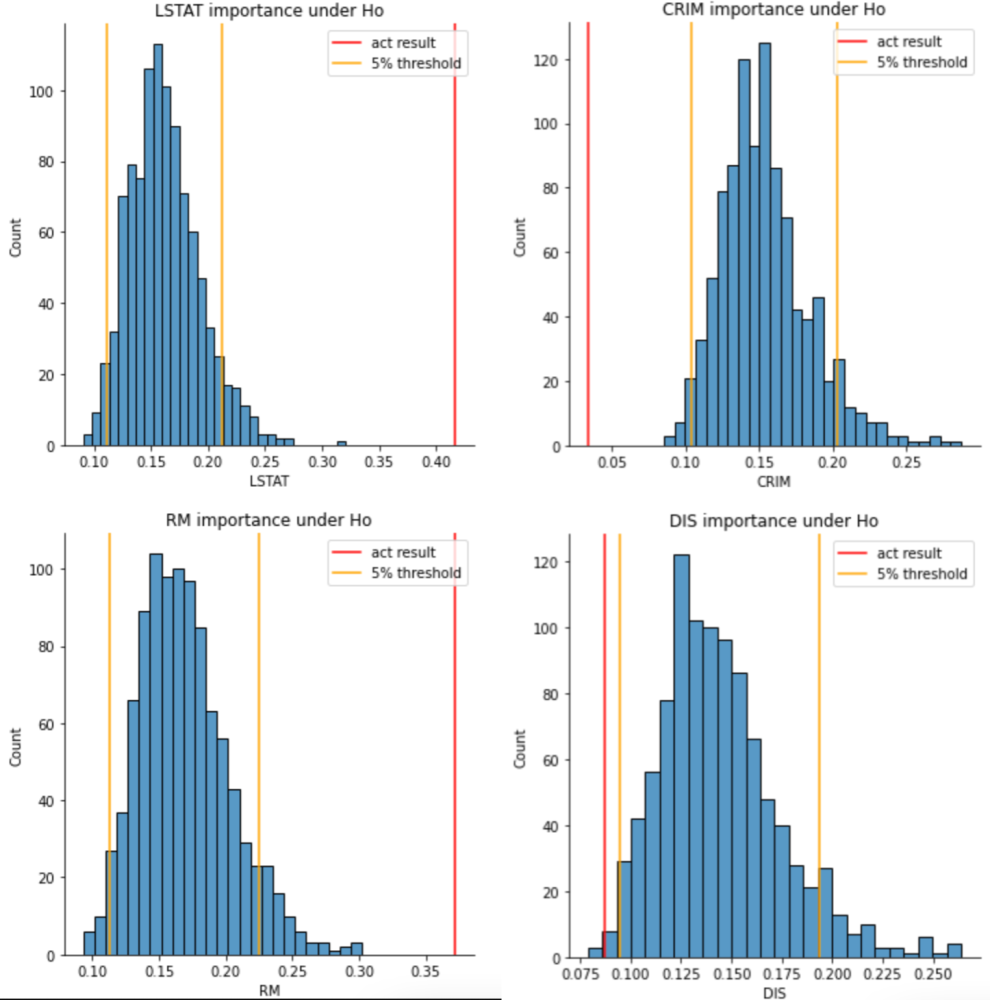 LSTAT importance under Ho
act result
5% threshold
Count
100
80
60
40
20
0
0.10 0.15 0.20 0.25 0.30 0.35 0.40
LSTAT
CRIM importance under Ho
act result
5% threshold
Count
120
100
80
60
40
20
0
0.05 0.10 0.15 0.20 0.25
CRIM
RM importance under Ho
act result
5% threshold
Count
100
80
60
40
20
0
0.10 0.15 0.20 0.25 0.30 0.35
RM
DIS importance under Ho
act result
5% threshold
Count
120
100
80
60
40
20
0
0.075 0.100 0.125 0.150 0.175 0.200 0.225 0.250
DIS